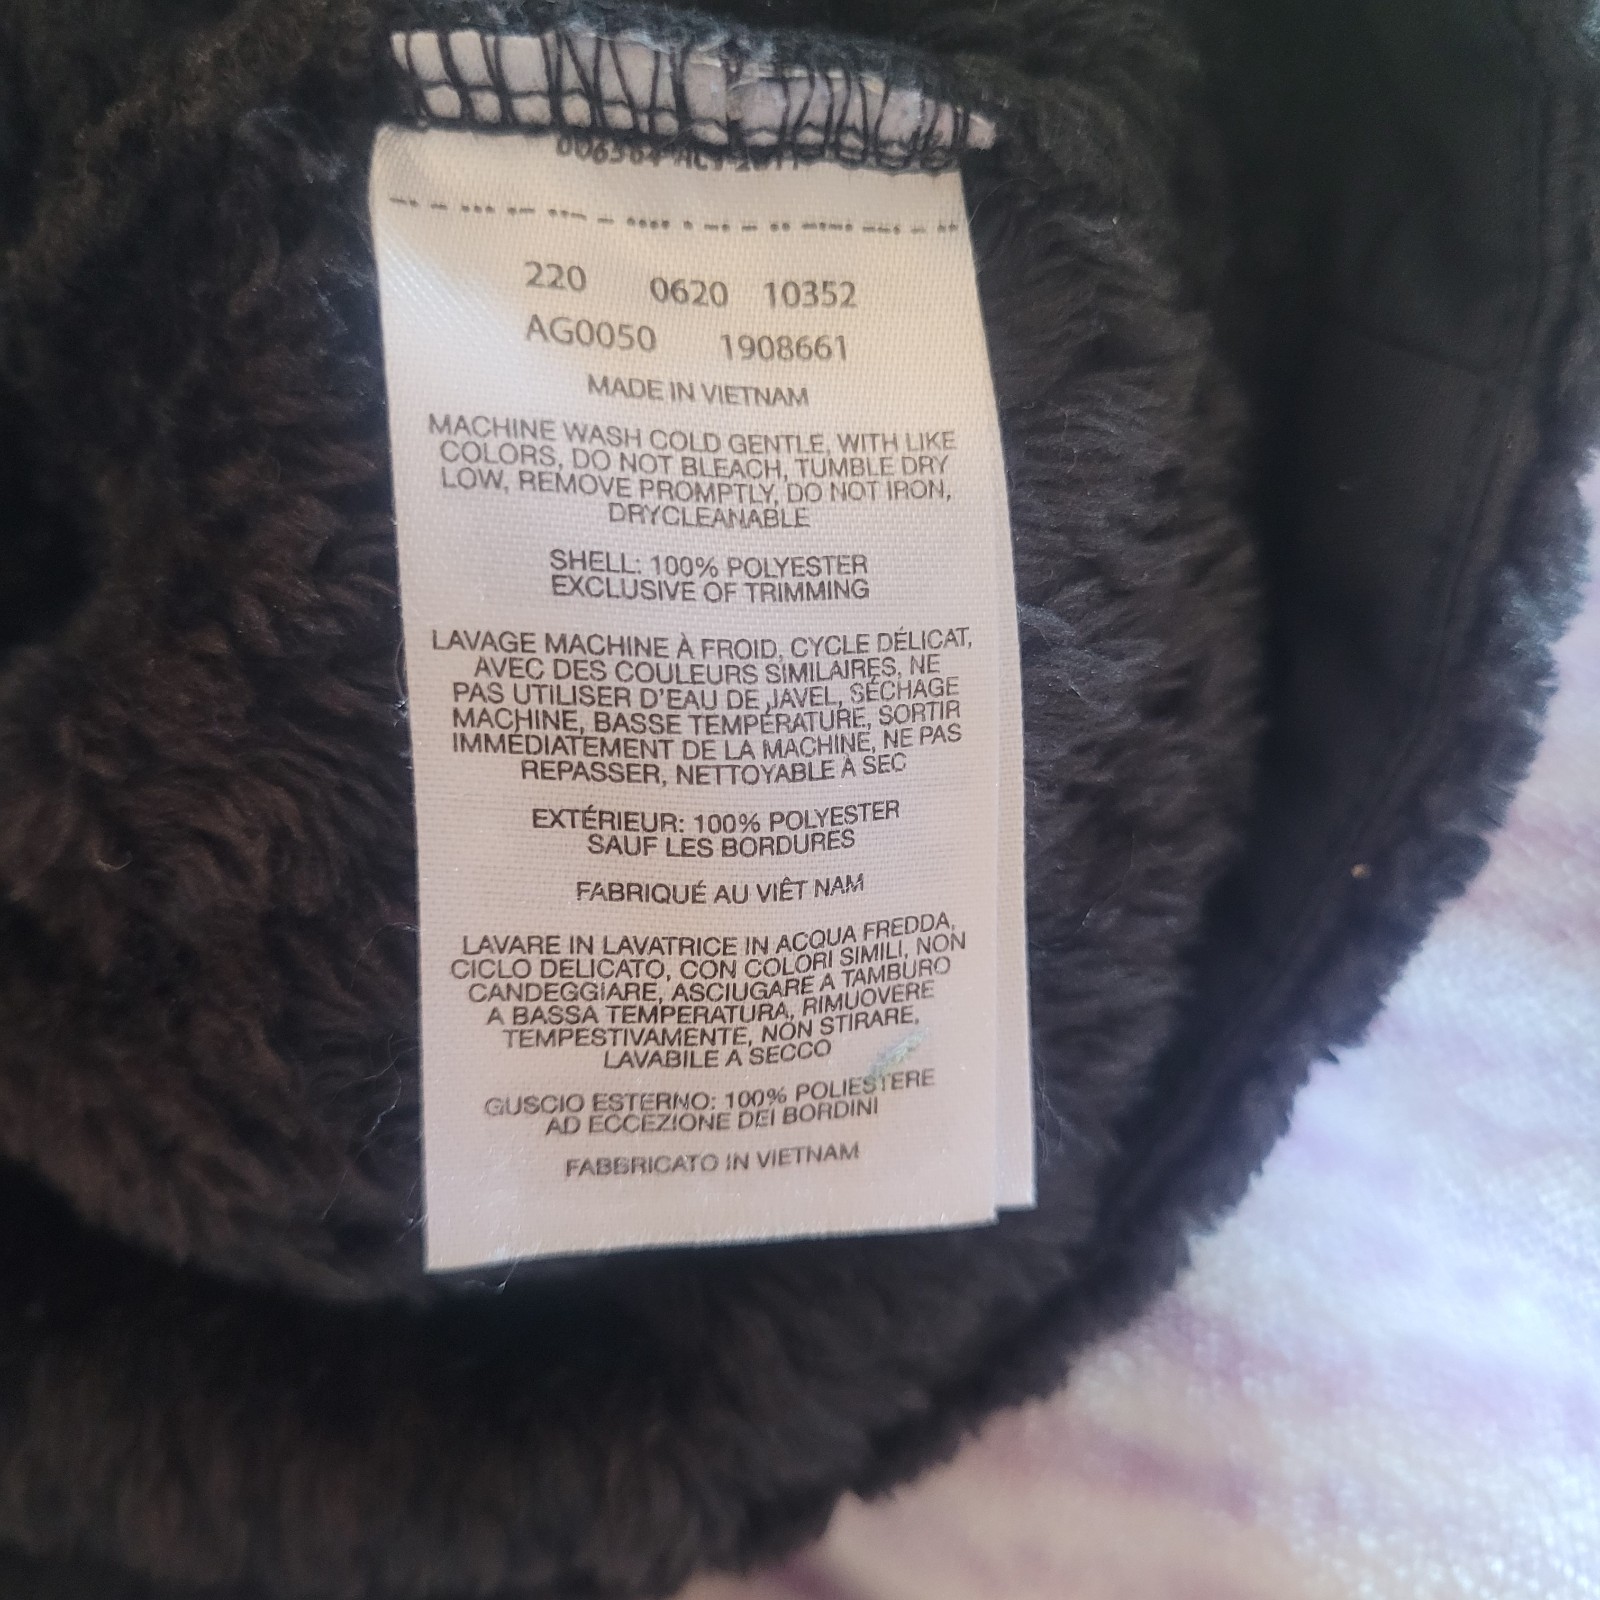 220 0620 10352
AG0050 1908661
MADE IN VIETNAM
MACHINE WASH COLD GENTLE, WITH LIKE
COLORS, DO NOT BLEACH, TUMBLE DRY
LOW, REMOVE PROMPTLY, DO NOT IRON,
DRYCLEANABLE
SHELL: 100% POLYESTER
EXCLUSIVE OF TRIMMING
LAVAGE MACHINE À FROID, CYCLE DÉLICAT,
AVEC DES COULEURS SIMILAIRES, NE
PAS UTILISER D'EAU DE JAVEL, SÉCHAGE
MACHINE, BASSE TEMPÉRATURE, SORTIR
IMMÉDIATEMENT DE LA MACHINE, NE PAS
REPASSER, NETTOYABLE À SEC
EXTÉRIEUR: 100% POLYESTER
SAUF LES BORDURES
FABRIQUÉ AU VIÊT NAM
LAVARE IN LAVATRICE IN ACQUA FREDDA,
CICLO DELICATO, CON COLORI SIMILI, NON
CANDEGGIARE, ASCIUGARE A TAMBURO
A BASSA TEMPERATURA, RIMUOVERE
TEMPESTIVAMENTE, NON STIRARE,
LAVABILE A SECCO
GUSCIO ESTERNO: 100% POLIESTERE
AD ECCEZIONE DEI BORDINI
FABBRICATO IN VIETNAM